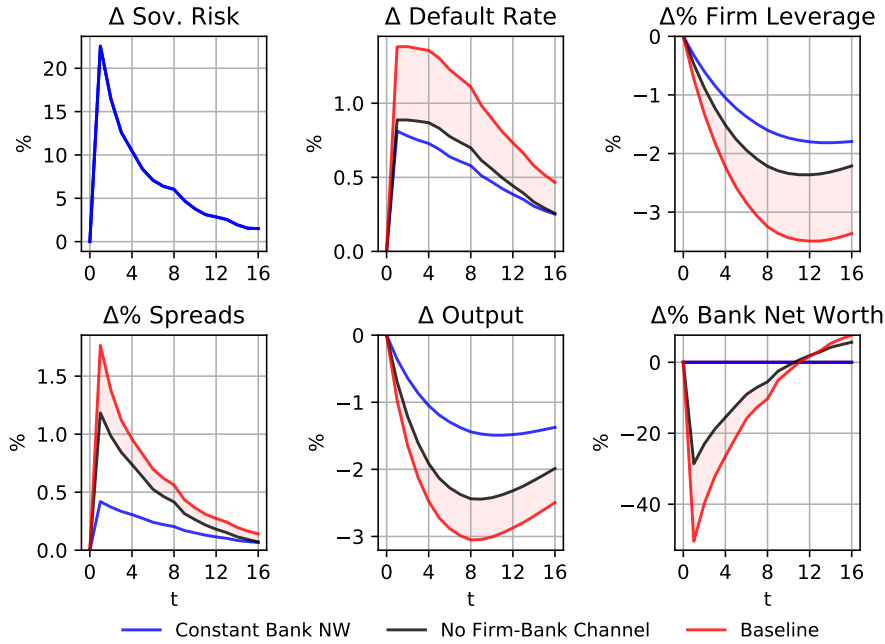 Δ Sov. Risk
Δ Default Rate
Δ% Firm Leverage
%
20
15
10
5
0
0 4 8 12 16
%
1.0
0.5
0.0
0 4 8 12 16
%
0
−1
−2
−3
0 4 8 12 16
Δ% Spreads
Δ Output
Δ% Bank Net Worth
%
1.5
1.0
0.5
0.0
0 4 8 12 16
t
%
0
−1
−2
−3
0 4 8 12 16
t
%
0
−20
−40
0 4 8 12 16
t
Constant Bank NW
No Firm-Bank Channel
Baseline